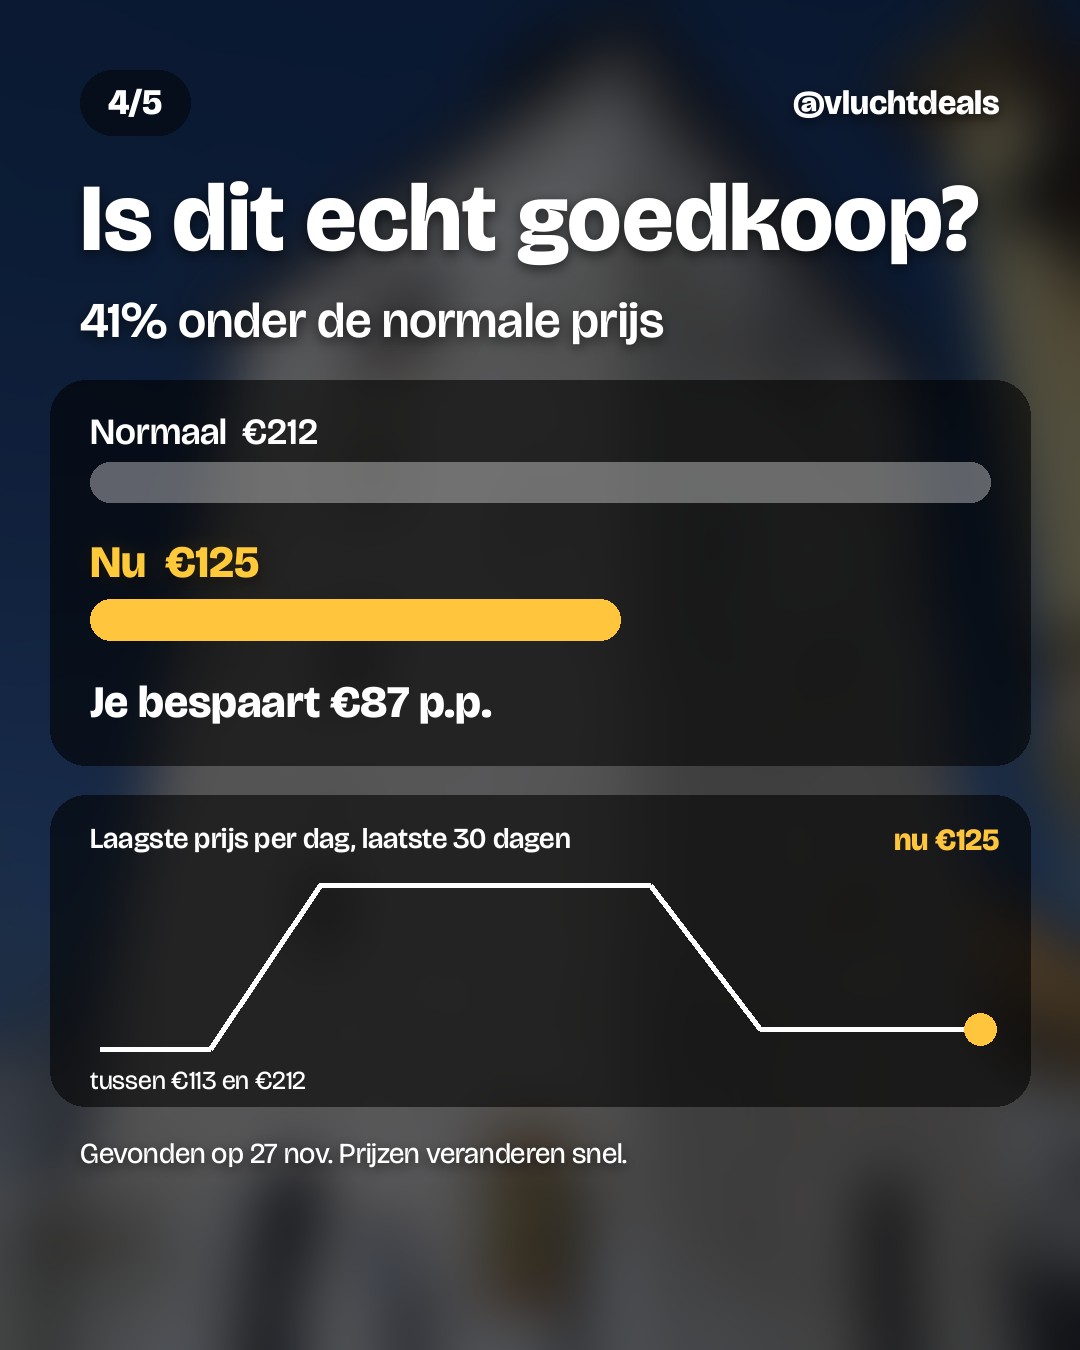 4/5
@vluchtdeals
Is dit echt goedkoop?
41% onder de normale prijs
Normaal €212
Nu €125
Je bespaart €87 p.p.
Laagste prijs per dag, laatste 30 dagen
nu €125
tussen €113 en €212
Gevonden op 27 nov. Prijzen veranderen snel.